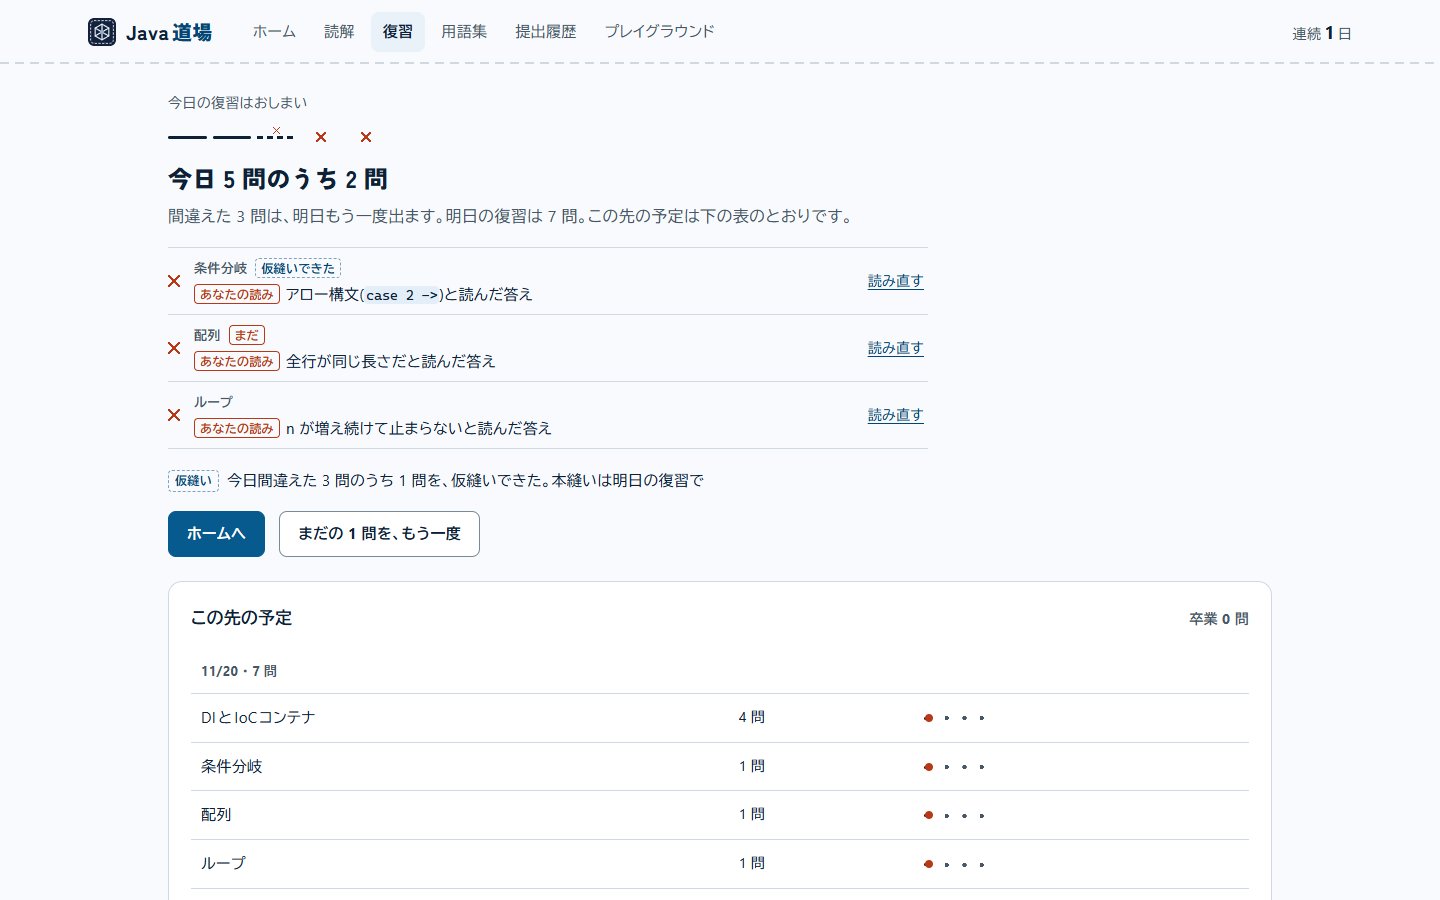 Java道場 ホーム 読解 復習 用語集 提出履歴 プレイグラウンド 連続 1 日
今日の復習はおしまい
今日 5 問のうち 2 問
間違えた 3 問は、明日もう一度出ます。明日の復習は 7 問。この先の予定は下の表のとおりです。
条件分岐 仮縫いできた
あなたの読み アロー構文(case 2 ->)と読んだ答え 読み直す
配列 まだ
あなたの読み 全行が同じ長さだと読んだ答え 読み直す
ループ
あなたの読み n が増え続けて止まらないと読んだ答え 読み直す
仮縫い 今日間違えた 3 問のうち 1 問を、仮縫いできた。本縫いは明日の復習で
ホームへ まだの 1 問を、もう一度
この先の予定 卒業 0 問
11/20・7 問
DIとIoCコンテナ 4 問
条件分岐 1 問
配列 1 問
ループ 1 問